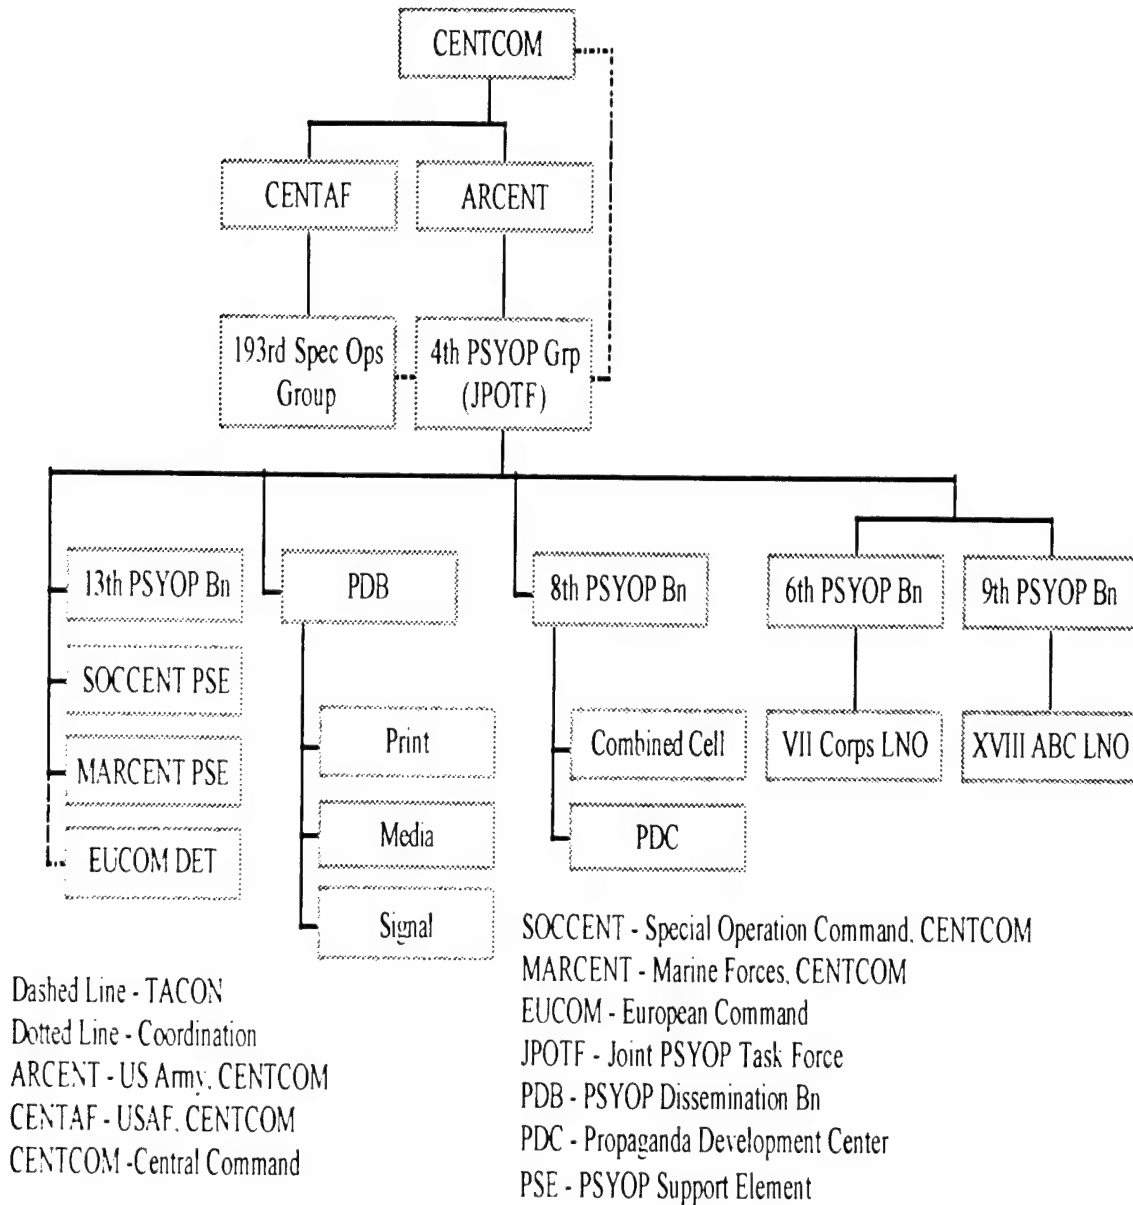 CENTCOM
CENTAF
ARCENT
193rd Spec Ops
Group
4th PSYOP Grp
(JPOTF)
13th PSYOP Bn
PDB
8th PSYOP Bn
6th PSYOP Bn
9th PSYOP Bn
SOCCENT PSE
MARCENT PSE
EUCOM DET
Print
Media
Signal
Combined Cell
PDC
VII Corps LNO
XVIII ABC LNO
Dashed Line - TACON
Dotted Line - Coordination
ARCENT - US Army, CENTCOM
CENTAF - USAF, CENTCOM
CENTCOM -Central Command
SOCCENT - Special Operation Command, CENTCOM
MARCENT - Marine Forces, CENTCOM
EUCOM - European Command
JPOTF - Joint PSYOP Task Force
PDB - PSYOP Dissemination Bn
PDC - Propaganda Development Center
PSE - PSYOP Support Element